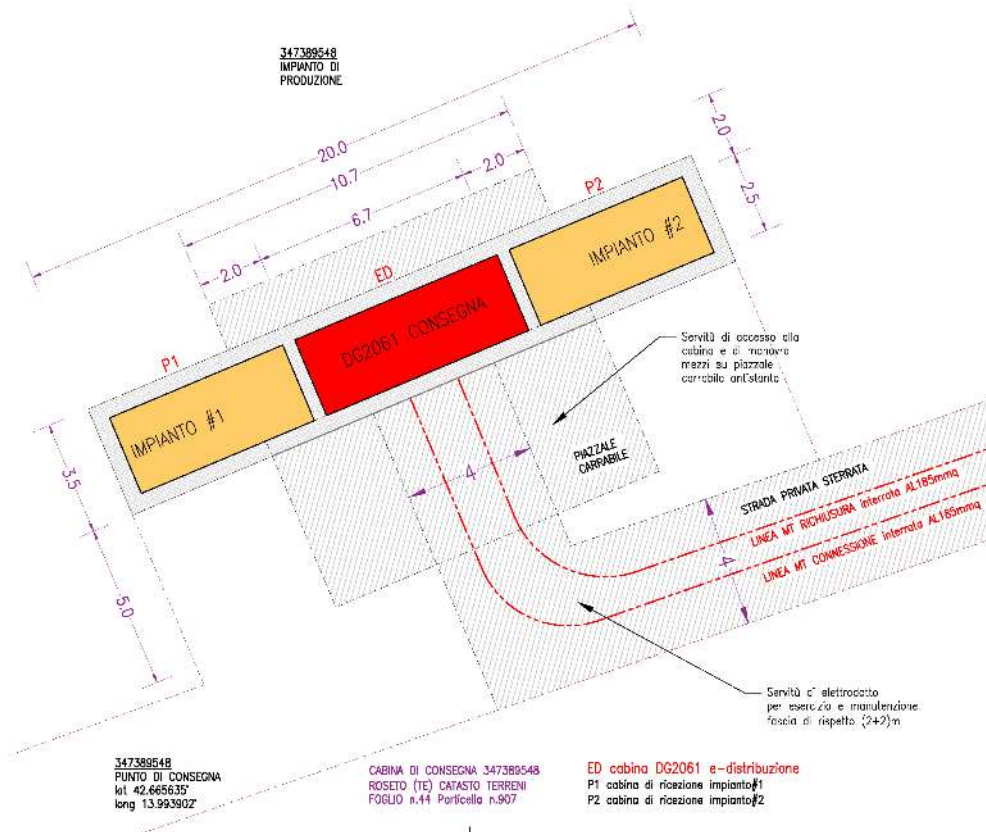 347389548
IMPIANTO DI
PRODUZIONE
20.0
10.7
6.7
2.0
2.0
2.0
2.5
P2
IMPIANTO #2
ED
DG2061 CONSEGNA
P1
IMPIANTO #1
Servitù di accesso alla
cabina e di manovra
mezzi su piazzale
carrabile antistante
PIAZZALE
CARRABILE
3.5
5.0
4
4
STRADA PRIVATA STERRATA
LINEA MT RICHIUSURA interrata AL185mmq
LINEA MT CONNESSIONE interrata AL185mmq
Servitù d' elettrodotto
per esercizio e manutenzione
fascia di rispetto (2+2)m
347389548
PUNTO DI CONSEGNA
lat 42.665635°
long 13.993902°
CABINA DI CONSEGNA 347389548
ROSETO (TE) CATASTO TERRENI
FOGLIO n.44 Particella n.907
ED cabina DG2061 e-distribuzione
P1 cabina di ricezione impianto#1
P2 cabina di ricezione impianto#2